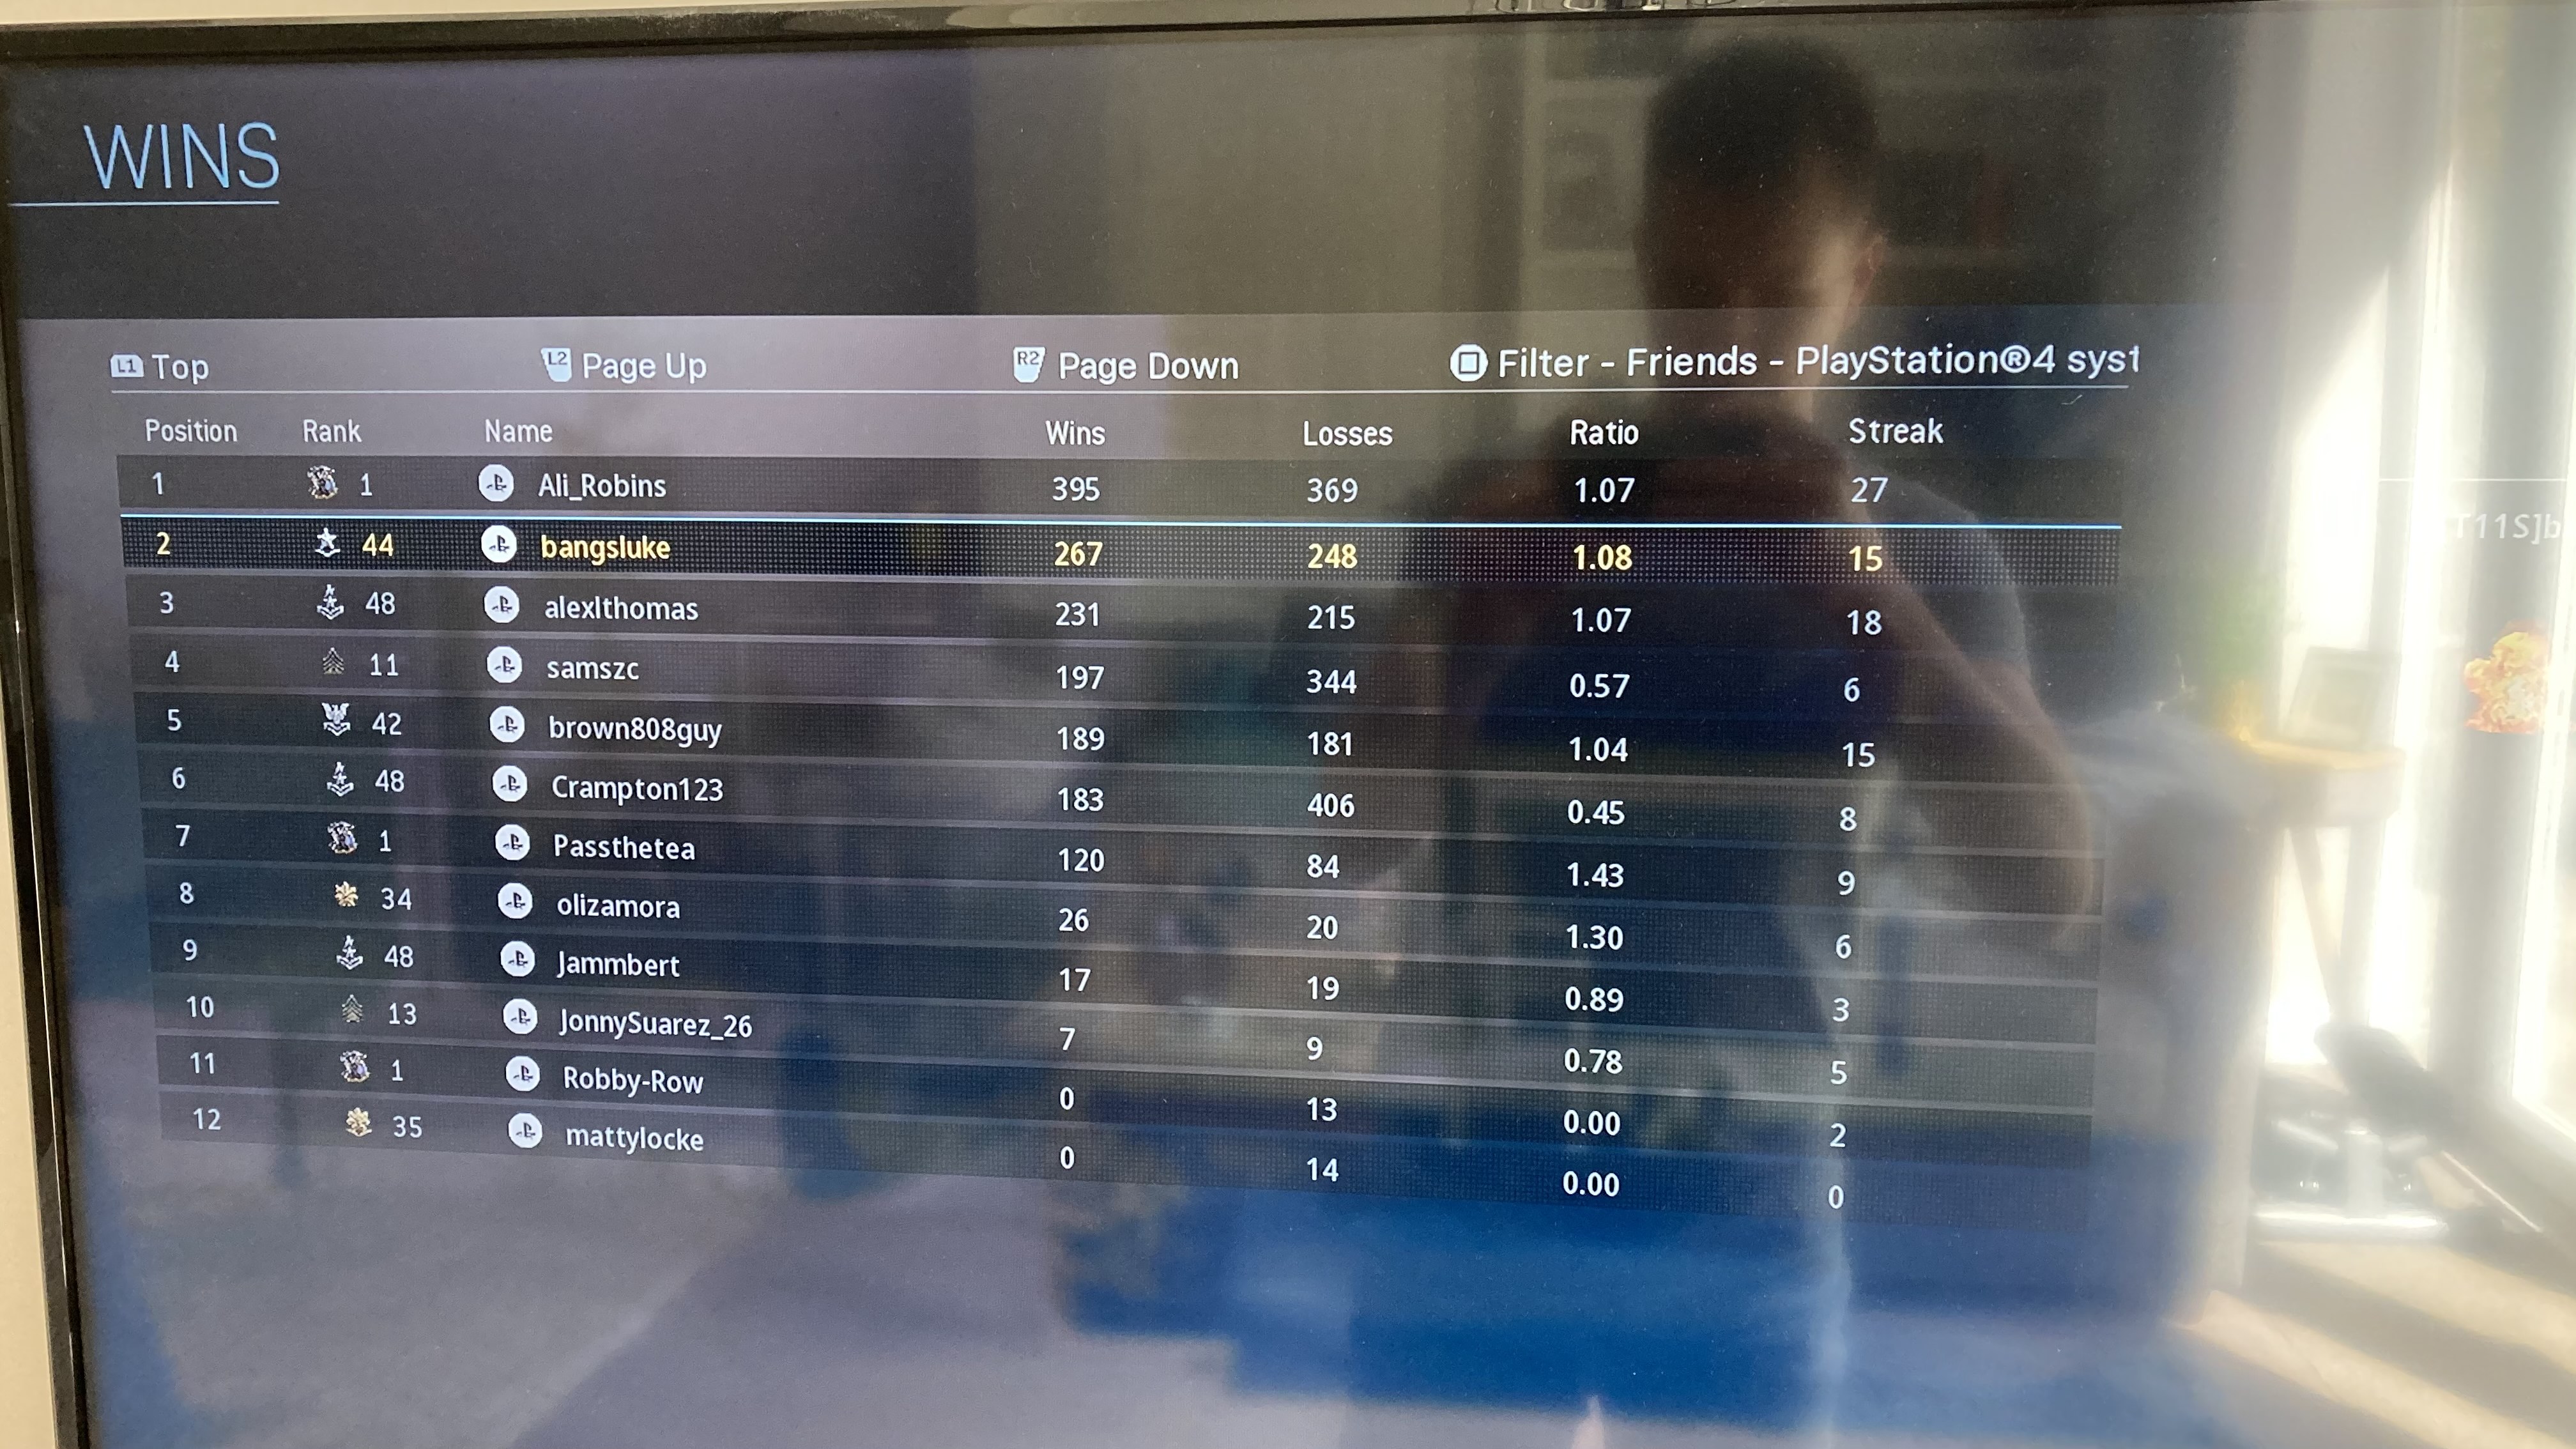 WINS
L1 Top L2 Page Up R2 Page Down Filter - Friends - PlayStation®4 syst
Position Rank Name Wins Losses Ratio Streak
1 1 Ali_Robins 395 369 1.07 27
2 44 bangsluke 267 248 1.08 15
3 48 alexlthomas 231 215 1.07 18
4 11 samszc 197 344 0.57 6
5 42 brown808guy 189 181 1.04 15
6 48 Crampton123 183 406 0.45 8
7 1 Passthetea 120 84 1.43 9
8 34 olizamora 26 20 1.30 6
9 48 Jammbert 17 19 0.89 3
10 13 JonnySuarez_26 7 9 0.78 5
11 1 Robby-Row 0 13 0.00 2
12 35 mattylocke 0 14 0.00 0
T11S]b